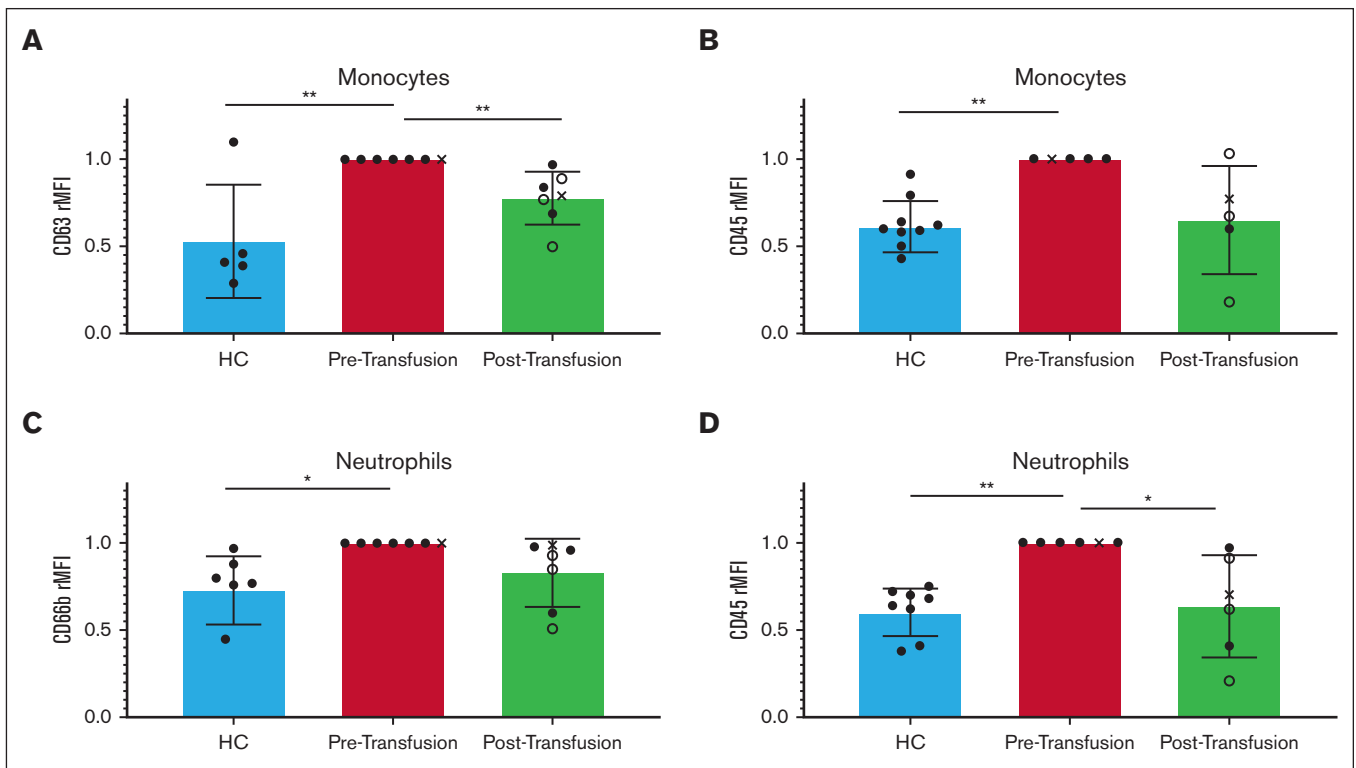 A
Monocytes
**
**
CD63 rMFI
1.0
0.5
0.0
HC
Pre-Transfusion
Post-Transfusion
B
Monocytes
**
CD45 rMFI
1.0
0.5
0.0
HC
Pre-Transfusion
Post-Transfusion
C
Neutrophils
*
CD66b rMFI
1.0
0.5
0.0
HC
Pre-Transfusion
Post-Transfusion
D
Neutrophils
**
*
CD45 rMFI
1.0
0.5
0.0
HC
Pre-Transfusion
Post-Transfusion